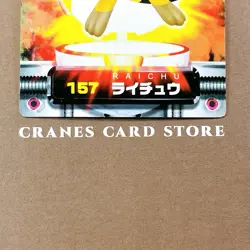 RAICHU
157 ライチュウ
CRANES CARD STORE